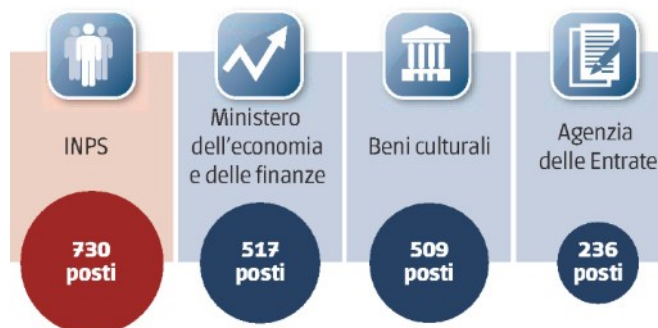 INPS
730
posti
Ministero
dell'economia
e delle finanze
517
posti
Beni culturali
509
posti
Agenzia
delle Entrate
236
posti